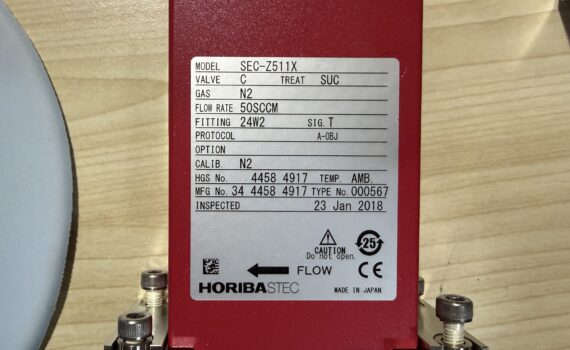 MODEL SEC-Z511X
VALVE C TREAT SUC
GAS N2
FLOW RATE 50SCCM
FITTING 24W2 SIG. T
PROTOCOL A-OBJ
OPTION
CALIB. N2
HGS No. 4458 4917 TEMP. AMB.
MFG No. 34 4458 4917 TYPE No. 000567
INSPECTED 23 Jan 2018
CAUTION
Do not open.
25
FLOW
CE
HORIBASTEC
MADE IN JAPAN